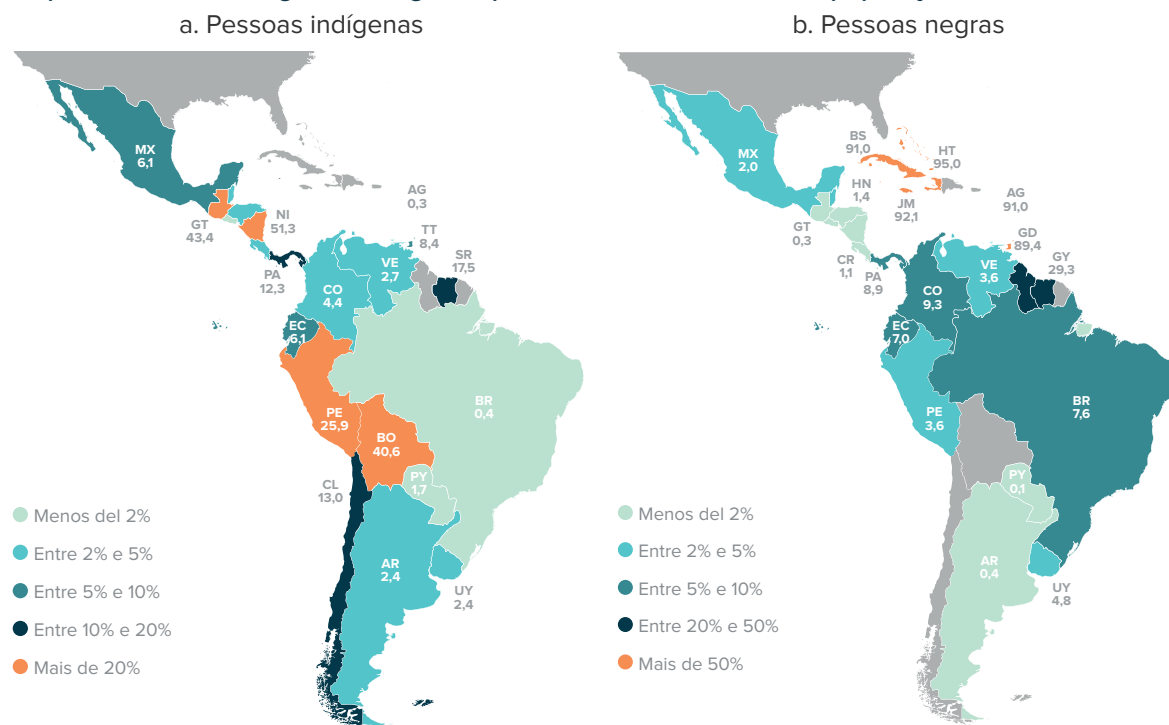 a. Pessoas indígenas
MX
6,1
GT
43,4
NI
51,3
PA
12,3
AG
0,3
TT
8,4
SR
17,5
VE
2,7
CO
4,4
EC
6,1
PE
25,9
BR
0,4
BO
40,6
PY
1,7
CL
13,0
AR
2,4
UY
2,4
Menos del 2%
Entre 2% e 5%
Entre 5% e 10%
Entre 10% e 20%
Mais de 20%
b. Pessoas negras
MX
2,0
BS
91,0
HT
95,0
HN
1,4
JM
92,1
AG
91,0
GT
0,3
CR
1,1
PA
8,9
GD
89,4
GY
29,3
VE
3,6
CO
9,3
EC
7,0
PE
3,6
BR
7,6
PY
0,1
AR
0,4
UY
4,8
Menos del 2%
Entre 2% e 5%
Entre 5% e 10%
Entre 20% e 50%
Mais de 50%